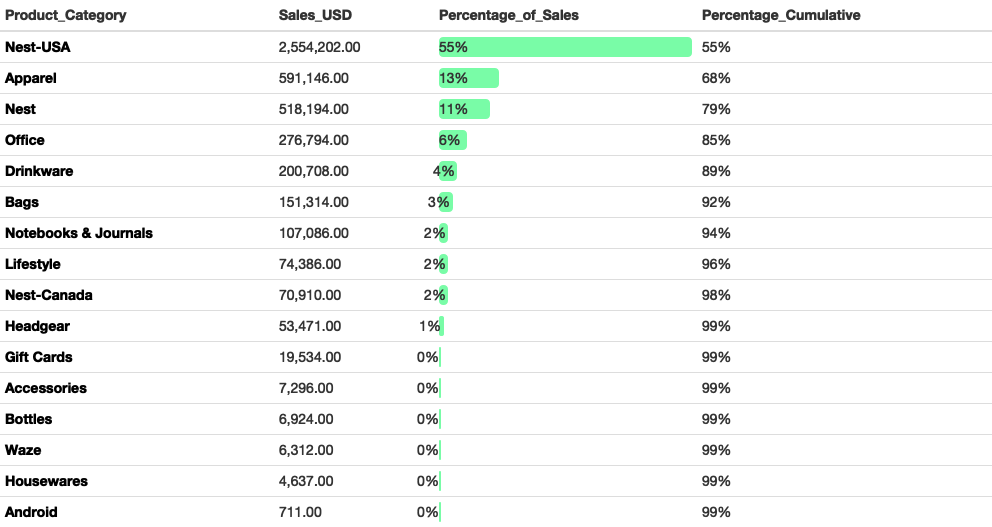 Product_Category Sales_USD Percentage_of_Sales Percentage_Cumulative
Nest-USA 2,554,202.00 55% 55%
Apparel 591,146.00 13% 68%
Nest 518,194.00 11% 79%
Office 276,794.00 6% 85%
Drinkware 200,708.00 4% 89%
Bags 151,314.00 3% 92%
Notebooks & Journals 107,086.00 2% 94%
Lifestyle 74,386.00 2% 96%
Nest-Canada 70,910.00 2% 98%
Headgear 53,471.00 1% 99%
Gift Cards 19,534.00 0% 99%
Accessories 7,296.00 0% 99%
Bottles 6,924.00 0% 99%
Waze 6,312.00 0% 99%
Housewares 4,637.00 0% 99%
Android 711.00 0% 99%